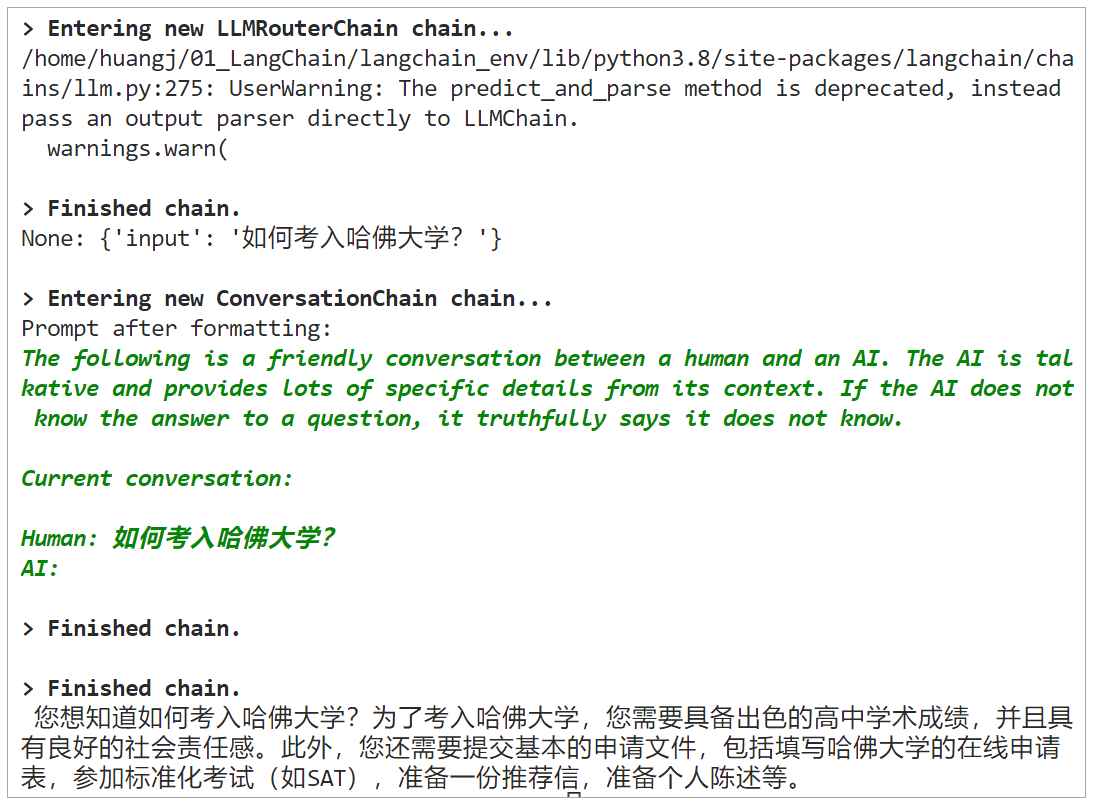 > Entering new LLMRouterChain chain...
/home/huangj/01_LangChain/langchain_env/lib/python3.8/site-packages/langchain/cha
ins/llm.py:275: UserWarning: The predict_and_parse method is deprecated, instead
pass an output parser directly to LLMChain.
  warnings.warn(
> Finished chain.
None: {'input': '如何考入哈佛大学？'}
> Entering new ConversationChain chain...
Prompt after formatting:
The following is a friendly conversation between a human and an AI. The AI is tal
kative and provides lots of specific details from its context. If the AI does not
 know the answer to a question, it truthfully says it does not know.
Current conversation:
Human: 如何考入哈佛大学？
AI:
> Finished chain.
> Finished chain.
 您想知道如何考入哈佛大学？为了考入哈佛大学，您需要具备出色的高中学术成绩，并且具
有良好的社会责任感。此外，您还需要提交基本的申请文件，包括填写哈佛大学的在线申请
表，参加标准化考试（如SAT），准备一份推荐信，准备个人陈述等。